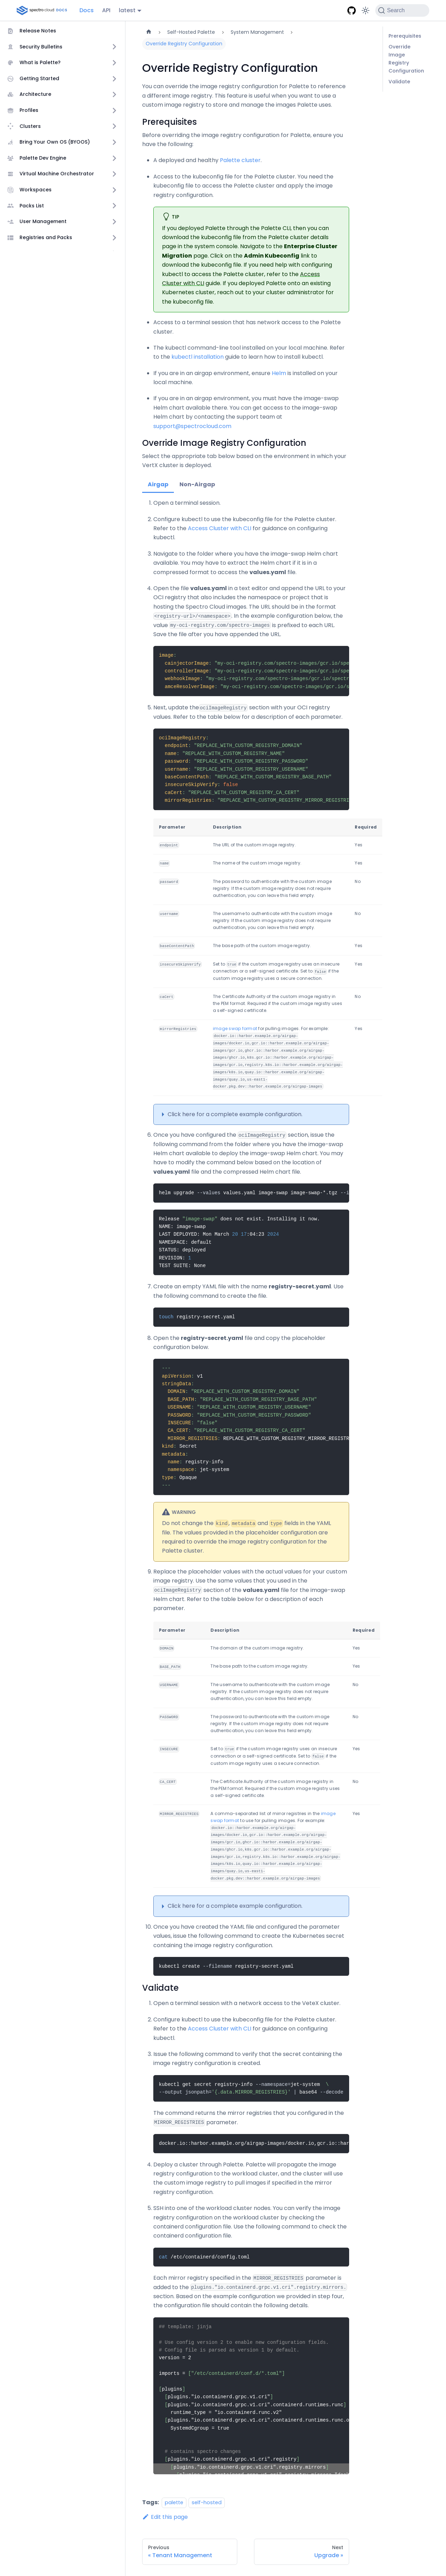 spectrocloud DOCS
Docs
API
latest
Search
Release Notes
Security Bulletins
What is Palette?
Getting Started
Architecture
Profiles
Clusters
Bring Your Own OS (BYOOS)
Palette Dev Engine
Virtual Machine Orchestrator
Workspaces
Packs List
User Management
Registries and Packs
Self-Hosted Palette
System Management
Override Registry Configuration
Prerequisites
Override
Image
Registry
Configuration
Validate
Override Registry Configuration
You can override the image registry configuration for Palette to reference
a different image registry. This feature is useful when you want to use a
custom image registry to store and manage the images Palette uses.
Prerequisites
Before overriding the image registry configuration for Palette, ensure you
have the following:
A deployed and healthy Palette cluster.
Access to the kubeconfig file for the Palette cluster. You need the
kubeconfig file to access the Palette cluster and apply the image
registry configuration.
TIP
If you deployed Palette through the Palette CLI, then you can
download the kubeconfig file from the Palette cluster details
page in the system console. Navigate to the Enterprise Cluster
Migration page. Click on the Admin Kubeconfig link to
download the kubeconfig file. If you need help with configuring
kubectl to access the Palette cluster, refer to the Access
Cluster with CLI guide. If you deployed Palette onto an existing
Kubernetes cluster, reach out to your cluster administrator for
the kubeconfig file.
Access to a terminal session that has network access to the Palette
cluster.
The kubectl command-line tool installed on your local machine. Refer
to the kubectl installation guide to learn how to install kubectl.
If you are in an airgap environment, ensure Helm is installed on your
local machine.
If you are in an airgap environment, you must have the image-swap
Helm chart available there. You can get access to the image-swap
Helm chart by contacting the support team at
support@spectrocloud.com.
Override Image Registry Configuration
Select the appropriate tab below based on the environment in which your
VertX cluster is deployed.
Airgap
Non-Airgap
1. Open a terminal session.
2. Configure kubectl to use the kubeconfig file for the Palette cluster.
Refer to the Access Cluster with CLI for guidance on configuring
kubectl.
3. Navigate to the folder where you have the image-swap Helm chart
available. You may have to extract the Helm chart if it is in a
compressed format to access the values.yaml file.
4. Open the file values.yaml in a text editor and append the URL to your
OCI registry that also includes the namespace or project that is
hosting the Spectro Cloud images. The URL should be in the format
<registry-url>/<namespace>. In the example configuration below, the
value my-oci-registry.com/spectro-images is prefixed to each URL.
Save the file after you have appended the URL.
image:
cainjectorImage: "my-oci-registry.com/spectro-images/gcr.io/spe
controllerImage: "my-oci-registry.com/spectro-images/gcr.io/spe
webhookImage: "my-oci-registry.com/spectro-images/gcr.io/spectr
amceResolverImage: "my-oci-registry.com/spectro-images/gcr.io/s
5. Next, update the ociImageRegistry section with your OCI registry
values. Refer to the table below for a description of each parameter.
ociImageRegistry:
endpoint: "REPLACE_WITH_CUSTOM_REGISTRY_DOMAIN"
name: "REPLACE_WITH_CUSTOM_REGISTRY_NAME"
password: "REPLACE_WITH_CUSTOM_REGISTRY_PASSWORD"
username: "REPLACE_WITH_CUSTOM_REGISTRY_USERNAME"
baseContentPath: "REPLACE_WITH_CUSTOM_REGISTRY_BASE_PATH"
insecureSkipVerify: false
caCert: "REPLACE_WITH_CUSTOM_REGISTRY_CA_CERT"
mirrorRegistries: "REPLACE_WITH_CUSTOM_REGISTRY_MIRROR_REGISTRI
Parameter Description Required
endpoint The URL of the custom image registry. Yes
name The name of the custom image registry. Yes
password The password to authenticate with the custom image No
registry. If the custom image registry does not require
authentication, you can leave this field empty.
username The username to authenticate with the custom image No
registry. If the custom image registry does not require
authentication, you can leave this field empty.
baseContentPath The base path of the custom image registry. Yes
insecureSkipVerify Set to true if the custom image registry uses an insecure Yes
connection or a self-signed certificate. Set to false if the
custom image registry uses a secure connection.
caCert The Certificate Authority of the custom image registry in No
the PEM format. Required if the custom image registry uses
a self-signed certificate.
mirrorRegistries image swap format for pulling images. For example: Yes
docker.io::harbor.example.org/airgap-
images/docker.io,gcr.io::harbor.example.org/airgap-
images/gcr.io,ghcr.io::harbor.example.org/airgap-
images/ghcr.io,k8s.gcr.io::harbor.example.org/airgap-
images/gcr.io,registry.k8s.io::harbor.example.org/airgap-
images/k8s.io,quay.io::harbor.example.org/airgap-
images/quay.io,us-east1-
docker.pkg.dev::harbor.example.org/airgap-images
Click here for a complete example configuration.
6. Once you have configured the ociImageRegistry section, issue the
following command from the folder where you have the image-swap
Helm chart available to deploy the image-swap Helm chart. You may
have to modify the command below based on the location of
values.yaml file and the compressed Helm chart file.
helm upgrade --values values.yaml image-swap image-swap-*.tgz --i
Release "image-swap" does not exist. Installing it now.
NAME: image-swap
LAST DEPLOYED: Mon March 20 17:04:23 2024
NAMESPACE: default
STATUS: deployed
REVISION: 1
TEST SUITE: None
7. Create an empty YAML file with the name registry-secret.yaml. Use
the following command to create the file.
touch registry-secret.yaml
8. Open the registry-secret.yaml file and copy the placeholder
configuration below.
---
apiVersion: v1
stringData:
DOMAIN: "REPLACE_WITH_CUSTOM_REGISTRY_DOMAIN"
BASE_PATH: "REPLACE_WITH_CUSTOM_REGISTRY_BASE_PATH"
USERNAME: "REPLACE_WITH_CUSTOM_REGISTRY_USERNAME"
PASSWORD: "REPLACE_WITH_CUSTOM_REGISTRY_PASSWORD"
INSECURE: "false"
CA_CERT: "REPLACE_WITH_CUSTOM_REGISTRY_CA_CERT"
MIRROR_REGISTRIES: REPLACE_WITH_CUSTOM_REGISTRY_MIRROR_REGISTR
kind: Secret
metadata:
name: registry-info
namespace: jet-system
type: Opaque
---
WARNING
Do not change the kind, metadata and type fields in the YAML
file. The values provided in the placeholder configuration are
required to override the image registry configuration for the
Palette cluster.
9. Replace the placeholder values with the actual values for your custom
image registry. Use the same values that you used in the
ociImageRegistry section of the values.yaml file for the image-swap
Helm chart. Refer to the table below for a description of each
parameter.
Parameter Description Required
DOMAIN The domain of the custom image registry. Yes
BASE_PATH The base path to the custom image registry. Yes
USERNAME The username to authenticate with the custom image No
registry. If the custom image registry does not require
authentication, you can leave this field empty.
PASSWORD The password to authenticate with the custom image No
registry. If the custom image registry does not require
authentication, you can leave this field empty.
INSECURE Set to true if the custom image registry uses an insecure Yes
connection or a self-signed certificate. Set to false if the
custom image registry uses a secure connection.
CA_CERT The Certificate Authority of the custom image registry in No
the PEM format. Required if the custom image registry uses
a self-signed certificate.
MIRROR_REGISTRIES A comma-separated list of mirror registries in the image Yes
swap format to use for pulling images. For example:
docker.io::harbor.example.org/airgap-
images/docker.io,gcr.io::harbor.example.org/airgap-
images/gcr.io,ghcr.io::harbor.example.org/airgap-
images/ghcr.io,k8s.gcr.io::harbor.example.org/airgap-
images/gcr.io,registry.k8s.io::harbor.example.org/airgap-
images/k8s.io,quay.io::harbor.example.org/airgap-
images/quay.io,us-east1-
docker.pkg.dev::harbor.example.org/airgap-images
Click here for a complete example configuration.
10. Once you have created the YAML file and configured the parameter
values, issue the following command to create the Kubernetes secret
containing the image registry configuration.
kubectl create --filename registry-secret.yaml
Validate
1. Open a terminal session with a network access to the VeteX cluster.
2. Configure kubectl to use the kubeconfig file for the Palette cluster.
Refer to the Access Cluster with CLI for guidance on configuring
kubectl.
3. Issue the following command to verify that the secret containing the
image registry configuration is created.
kubectl get secret registry-info --namespace=jet-system \
--output jsonpath='{.data.MIRROR_REGISTRIES}' | base64 --decode
The command returns the mirror registries that you configured in the
MIRROR_REGISTRIES parameter.
docker.io::harbor.example.org/airgap-images/docker.io,gcr.io::har
4. Deploy a cluster through Palette. Palette will propagate the image
registry configuration to the workload cluster, and the cluster will use
the custom image registry to pull images if specified in the mirror
registry configuration.
5. SSH into one of the workload cluster nodes. You can verify the image
registry configuration on the workload cluster by checking the
containerd configuration. Use the following command to check the
containerd configuration file.
cat /etc/containerd/config.toml
Each mirror registry specified in the MIRROR_REGISTRIES parameter is
added to the plugins."io.containerd.grpc.v1.cri".registry.mirrors.
section. Based on the example configuration we provided in step four,
the configuration file should contain the following details.
## template: jinja
# Use config version 2 to enable new configuration fields.
# Config file is parsed as version 1 by default.
version = 2
imports = ["/etc/containerd/conf.d/*.toml"]
[plugins]
[plugins."io.containerd.grpc.v1.cri"]
[plugins."io.containerd.grpc.v1.cri".containerd.runtimes.runc]
runtime_type = "io.containerd.runc.v2"
[plugins."io.containerd.grpc.v1.cri".containerd.runtimes.runc.o
SystemdCgroup = true
# contains spectro changes
[plugins."io.containerd.grpc.v1.cri".registry]
[plugins."io.containerd.grpc.v1.cri".registry.mirrors]
Tags: palette self-hosted
Edit this page
Previous
« Tenant Management
Next
Upgrade »